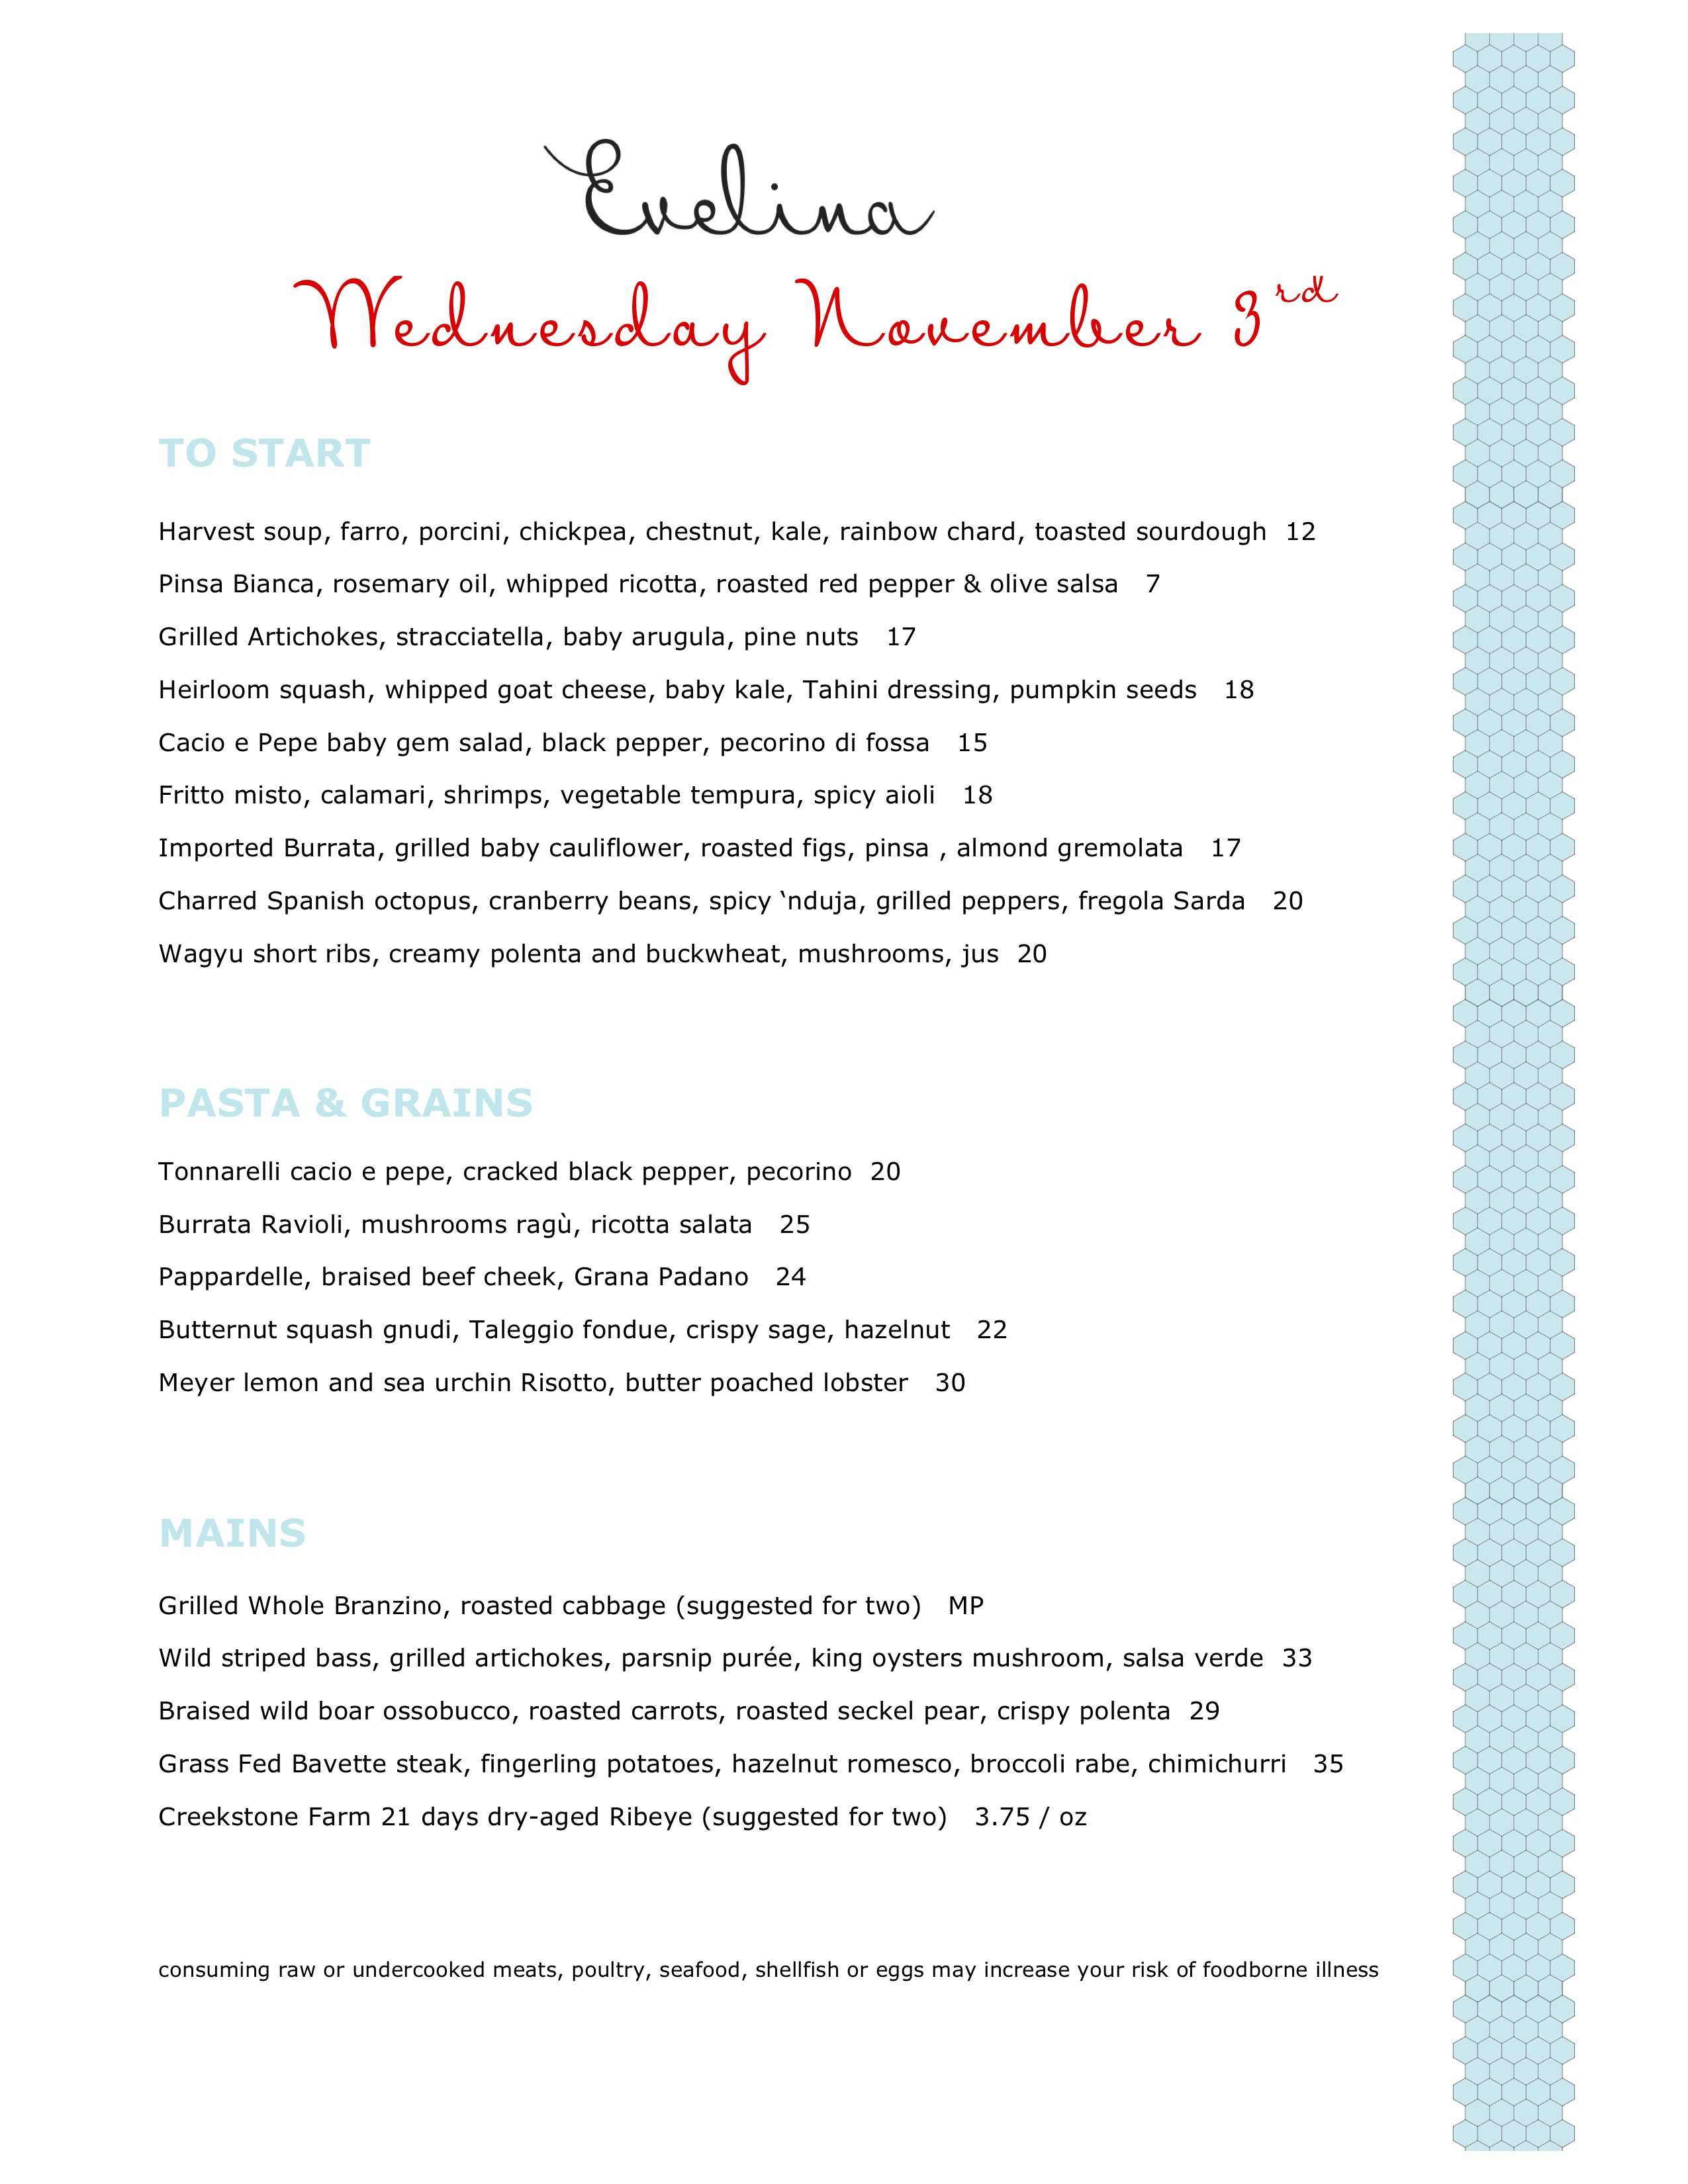 Evelina
Wednesday November 3rd
TO START
Harvest soup, farro, porcini, chickpea, chestnut, kale, rainbow chard, toasted sourdough 12
Pinsa Bianca, rosemary oil, whipped ricotta, roasted red pepper & olive salsa 7
Grilled Artichokes, stracciatella, baby arugula, pine nuts 17
Heirloom squash, whipped goat cheese, baby kale, Tahini dressing, pumpkin seeds 18
Cacio e Pepe baby gem salad, black pepper, pecorino di fossa 15
Fritto misto, calamari, shrimps, vegetable tempura, spicy aioli 18
Imported Burrata, grilled baby cauliflower, roasted figs, pinsa , almond gremolata 17
Charred Spanish octopus, cranberry beans, spicy ‘nduja, grilled peppers, fregola Sarda 20
Wagyu short ribs, creamy polenta and buckwheat, mushrooms, jus 20
PASTA & GRAINS
Tonnarelli cacio e pepe, cracked black pepper, pecorino 20
Burrata Ravioli, mushrooms ragù, ricotta salata 25
Pappardelle, braised beef cheek, Grana Padano 24
Butternut squash gnudi, Taleggio fondue, crispy sage, hazelnut 22
Meyer lemon and sea urchin Risotto, butter poached lobster 30
MAINS
Grilled Whole Branzino, roasted cabbage (suggested for two) MP
Wild striped bass, grilled artichokes, parsnip purée, king oysters mushroom, salsa verde 33
Braised wild boar ossobucco, roasted carrots, roasted seckel pear, crispy polenta 29
Grass Fed Bavette steak, fingerling potatoes, hazelnut romesco, broccoli rabe, chimichurri 35
Creekstone Farm 21 days dry-aged Ribeye (suggested for two) 3.75 / oz
consuming raw or undercooked meats, poultry, seafood, shellfish or eggs may increase your risk of foodborne illness